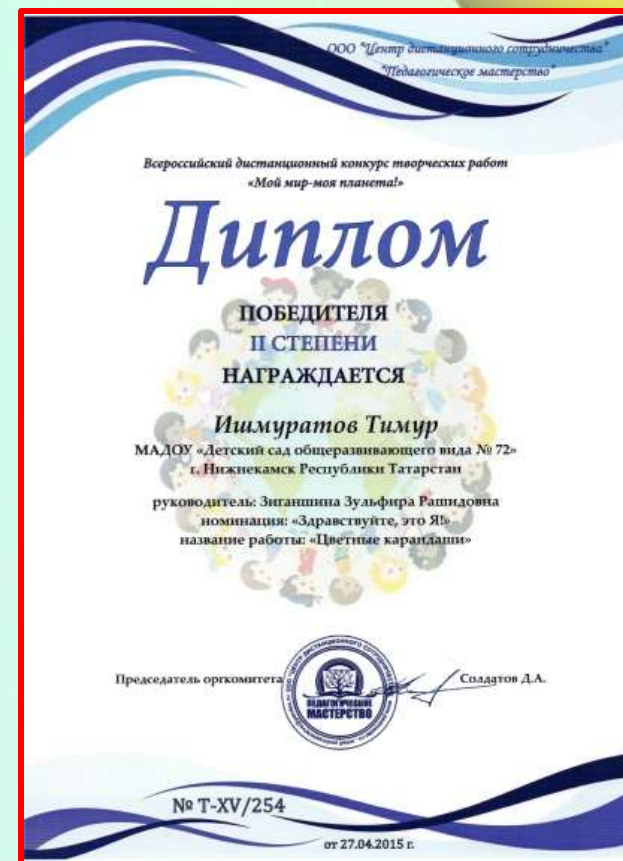 ООО "Центр дистанционного сотрудничества"
"Педагогическое мастерство"
Всероссийский дистанционный конкурс творческих работ
«Мой мир-моя планета!»
Диплом
ПОБЕДИТЕЛЯ
II СТЕПЕНИ
НАГРАЖДАЕТСЯ
Ишмуратов Тимур
МАДОУ «Детский сад общеразвивающего вида № 72»
г. Нижнекамск Республики Татарстан
руководитель: Зиганшина Зульфира Рашидовна
номинация: «Здравствуйте, это Я!»
название работы: «Цветные карандаши»
Председатель оргкомитета
ПЕДАГОГИЧЕСКОЕ
МАСТЕРСТВО
Солдатов Д.А.
№ T-XV/254
от 27.04.2015 г.